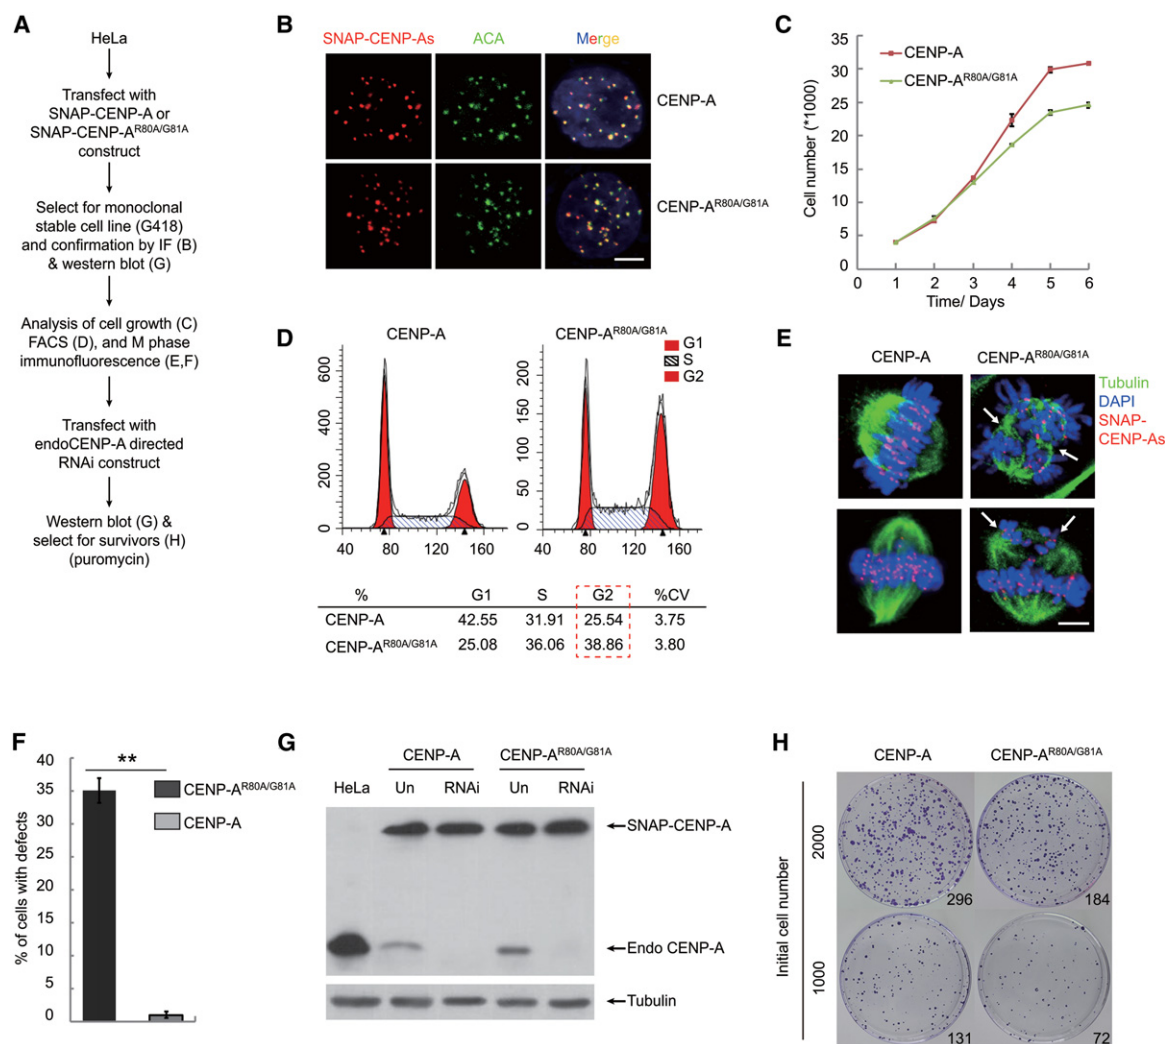 A
HeLa
Transfect with
SNAP-CENP-A or
SNAP-CENP-A^R80A/G81A
construct
Select for monoclonal
stable cell line (G418)
and confirmation by IF (B)
& western blot (G)
Analysis of cell growth (C)
FACS (D), and M phase
immunofluorescence (E,F)
Transfect with
endoCENP-A directed
RNAi construct
Western blot (G) &
select for survivors (H)
(puromycin)
B
SNAP-CENP-As ACA Merge
CENP-A
CENP-A^R80A/G81A
C
Cell number (*1000)
35
30
25
20
15
10
5
0
0 1 2 3 4 5 6
Time/ Days
CENP-A
CENP-A^R80A/G81A
D
CENP-A CENP-A^R80A/G81A
G1
S
G2
600
400
200
0
40 80 120 160
200
150
100
50
0
40 80 120 160
% G1 S G2 %CV
CENP-A 42.55 31.91 25.54 3.75
CENP-A^R80A/G81A 25.08 36.06 38.86 3.80
E
CENP-A CENP-A^R80A/G81A
Tubulin
DAPI
SNAP-
CENP-As
F
% of cells with defects
40
35
30
25
20
15
10
5
0
**
CENP-A^R80A/G81A
CENP-A
G
CENP-A CENP-A^R80A/G81A
HeLa Un RNAi Un RNAi
SNAP-CENP-A
Endo CENP-A
Tubulin
H
CENP-A CENP-A^R80A/G81A
Initial cell number
2000
296 184
1000
131 72